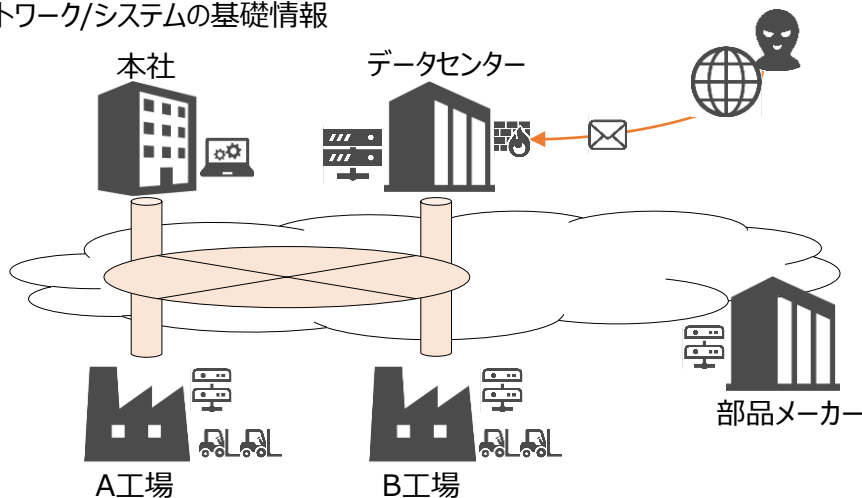 トワーク/システムの基礎情報
本社
データセンター
部品メーカー
A工場
B工場